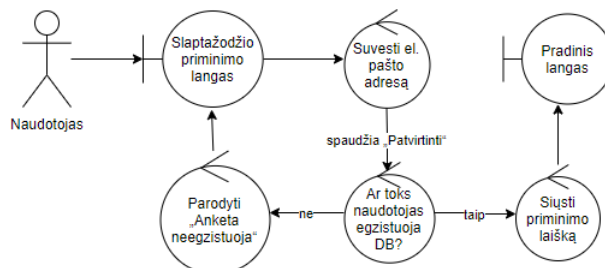 Naudotojas
Slaptažodžio
priminimo
langas
Suvesti el.
pašto
adresą
Pradinis
langas
spaudžia „Patvirtinti“
Parodyti
„Anketa
neegzistuoja“
ne
Ar toks
naudotojas
egzistuoja
DB?
taip
Siųsti
priminimo
laišką